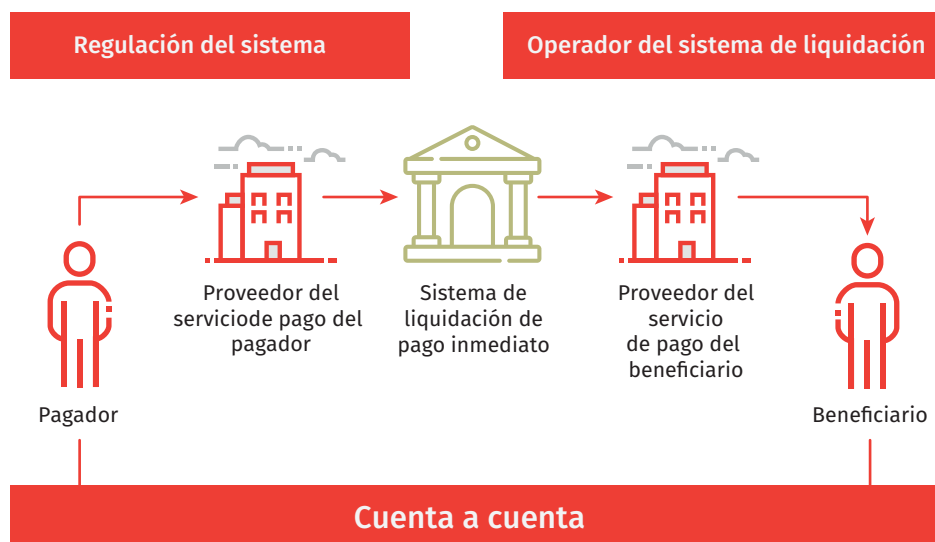 Regulación del sistema
Operador del sistema de liquidación
Proveedor del
serviciode pago del
pagador
Sistema de
liquidación de
pago inmediato
Proveedor del
servicio
de pago del
beneficiario
Pagador
Beneficiario
Cuenta a cuenta